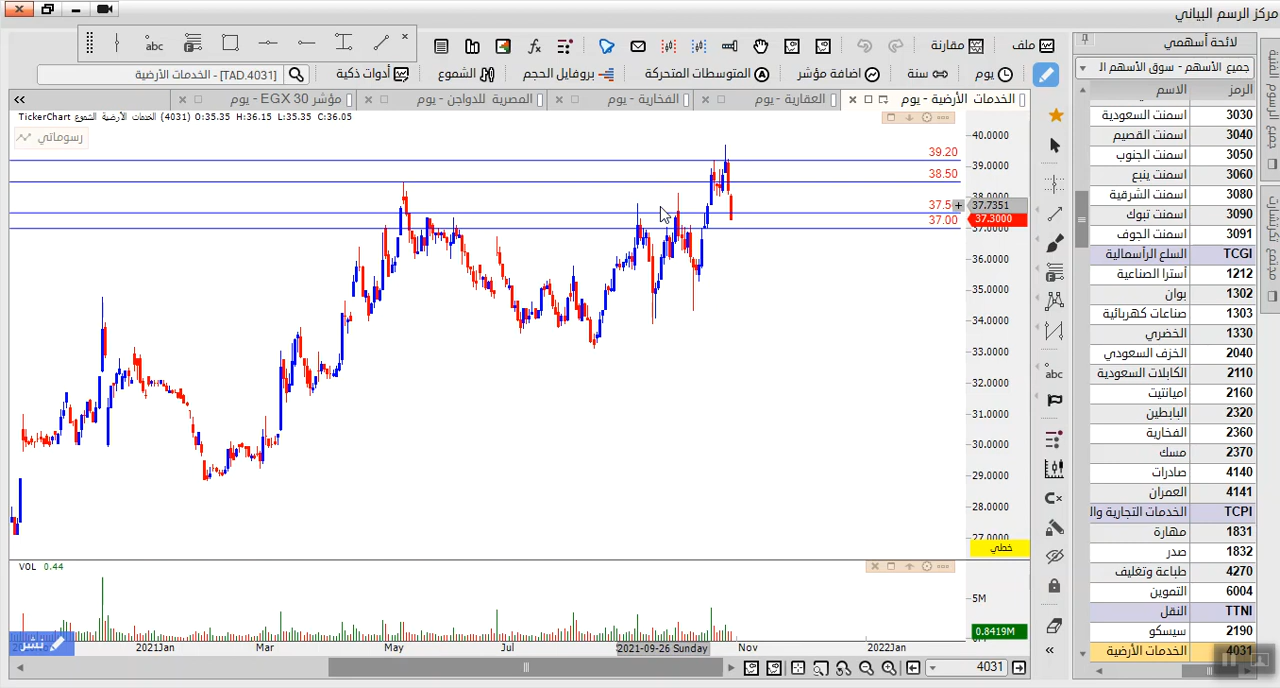 مركز الرسم البياني
ملف
مقارنة
abc
لائحة أسهمي
يوم
سنة
اضافة مؤشر
المتوسطات المتحركة
بروفايل الحجم
الشموع
أدوات ذكية
الخدمات الأرضية - [TAD.4031]
جميع الأسهم - سوق الأسهم ال
الخدمات الأرضية - يوم
العقارية - يوم
الفخارية - يوم
المصرية للدواجن - يوم
مؤشر EGX 30 - يوم
TickerChart الخدمات الأرضية الشموع (4031) O:35.35 H:36.15 L:35.35 C:36.05
رسوماتي
الرمز
الاسم
3030 اسمنت السعودية
3040 اسمنت القصيم
3050 اسمنت الجنوب
3060 اسمنت ينبع
3080 اسمنت الشرقية
3090 اسمنت تبوك
3091 اسمنت الجوف
TCGI السلع الرأسمالية
1212 أسترا الصناعية
1302 بوان
1303 صناعات كهربائية
1330 الخضري
2040 الخزف السعودي
2110 الكابلات السعودية
2160 اميانتيت
2320 البابطين
2360 الفخارية
2370 مسك
4140 صادرات
4141 العمران
TCPI الخدمات التجارية وال
1831 مهارة
1832 صدر
4270 طباعة وتغليف
6004 التموين
TTNI النقل
2190 سيسكو
4031 الخدمات الأرضية
40.0000
39.0000
37.7351
37.3000
36.0000
35.0000
34.0000
33.0000
32.0000
31.0000
30.0000
29.0000
28.0000
39.20
38.50
37.5
37.00
abc
خطي
VOL 0.44
5M
0.8419M
نشر
2021Jan
Mar
May
Jul
2021-09-26 Sunday
Nov
2022Jan
4031